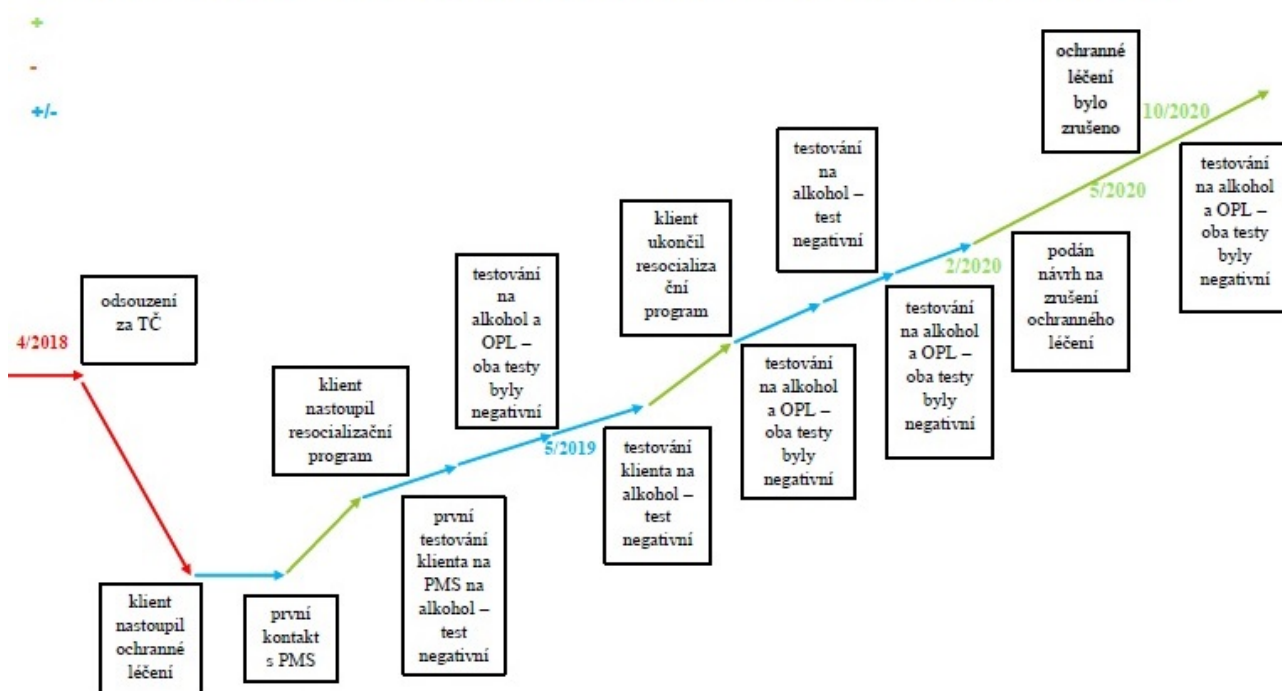 +
-
+/-
4/2018
odsouzení
za TČ
klient
nastoupil
ochranné
léčení
první
kontakt
s PMS
klient
nastoupil
resocializační
program
první
testování
klienta na
PMS na
alkohol –
test
negativní
testování
na
alkohol a
OPL –
oba testy
byly
negativní
5/2019
testování
klienta na
alkohol –
test
negativní
klient
ukončil
resocializa
ční
program
testování
na alkohol
a OPL –
oba testy
byly
negativní
testování
na
alkohol –
test
negativní
testování
na alkohol
a OPL –
oba testy
byly
negativní
2/2020
podán
návrh na
zrušení
ochranného
léčení
5/2020
ochranné
léčení
bylo
zrušeno
10/2020
testování
na alkohol
a OPL –
oba testy
byly
negativní